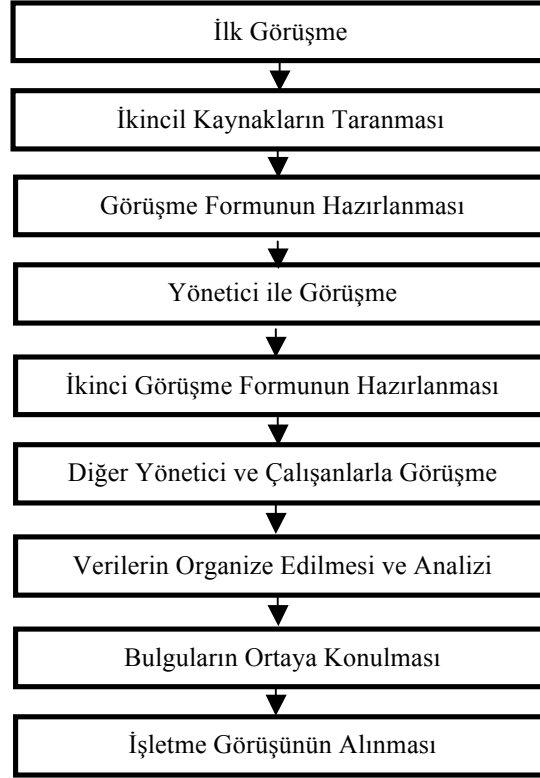 İlk Görüşme
İkincil Kaynakların Taranması
Görüşme Formunun Hazırlanması
Yönetici ile Görüşme
İkinci Görüşme Formunun Hazırlanması
Diğer Yönetici ve Çalışanlarla Görüşme
Verilerin Organize Edilmesi ve Analizi
Bulguların Ortaya Konulması
İşletme Görüşünün Alınması